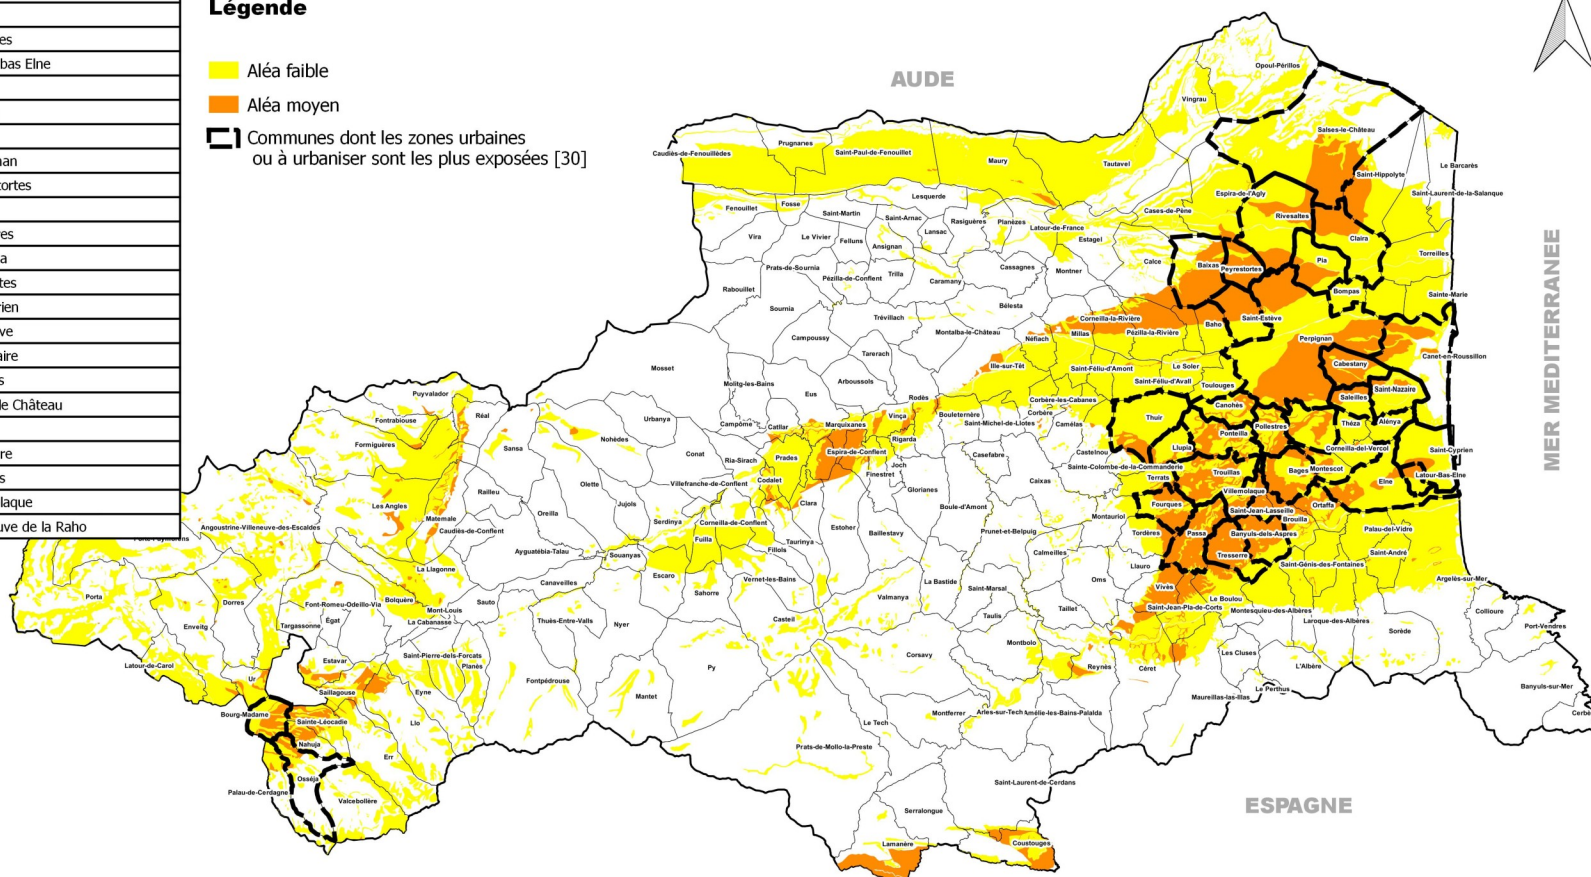 es
bas Elne
nan
tortes
res
a
tes
rien
ve
aire
s
le Château
re
s
laque
uve de la Raho
Légende
Aléa faible
Aléa moyen
Communes dont les zones urbaines
ou à urbaniser sont les plus exposées [30]
AUDE
MER MEDITERRANEE
ESPAGNE
Opoul-Périllos
Vingrau
Salses-le-Château
Prugnanes
Caudiès-de-Fenouillèdes
Saint-Paul-de-Fenouillet
Maury
Tautavel
Le Barcarès
Saint-Hippolyte
Saint-Laurent-de-la-Salanque
Espira-de-l'Agly
Lesquerde
Fosse
Fenouillet
Saint-Martin
Saint-Arnac
Rasiguères
Planèzes
Cases-de-Pène
Rivesaltes
Latour-de-France
Lansac
Estagel
Claira
Vira
Le Vivier
Felluns
Ansignan
Torreilles
Calce
Baixas
Peyrestortes
Pia
Prats-de-Sournia
Pézilla-de-Conflent
Trilla
Caramany
Cassagnes
Montner
Rabouillet
Bompas
Sainte-Marie
Sournia
Trévillach
Bélesta
Corneilla-la-Rivière
Saint-Estève
Baho
Montalba-le-Château
Millas
Pézilla-la-Rivière
Néfiach
Campoussy
Perpignan
Tarerach
Canet-en-Roussillon
Mosset
Ille-sur-Têt
Saint-Féliu-d'Amont
Le Soler
Cabestany
Molitg-les-Bains
Arboussols
Saint-Féliu-d'Avall
Toulouges
Saint-Nazaire
Puyvalador
Eus
Rodès
Corbère-les-Cabanes
Saleilles
Canohès
Réal
Fontrabiouse
Urbanya
Campôme
Catllar
Marquixanes
Vinça
Bouleternère
Corbère
Saint-Michel-de-Llotes
Camélas
Thuir
Pollestres
Théza
Alénya
Formiguères
Sansa
Nohèdes
Rigarda
Ponteilla
Conat
Ria-Sirach
Prades
Espira-de-Conflent
Joch
Casefabre
Castelnou
Llupia
Corneilla-del-Vercol
Saint-Cyprien
Finestret
Sainte-Colombe-de-la-Commanderie
Bages
Montescot
Railleu
Olette
Villefranche-de-Conflent
Codalet
Glorianes
Caixas
Terrats
Trouillas
Latour-Bas-Elne
Elne
Villemolaque
Les Angles
Jujols
Clara
Boule-d'Amont
Fourques
Saint-Jean-Lasseille
Ortaffa
Matemale
Oreilla
Serdinya
Corneilla-de-Conflent
Montauriol
Brouilla
Angoustrine-Villeneuve-des-Escaldes
Caudiès-de-Conflent
Estoher
Baillestavy
Prunet-et-Belpuig
Tordères
Passa
Banyuls-dels-Aspres
Palau-del-Vidre
Fuilla
Taurinya
Ayguatébia-Talau
Souanyas
Fillols
Calmeilles
Tresserre
Saint-André
La Llagonne
Escaro
Vernet-les-Bains
Llauro
Saint-Génis-des-Fontaines
Canaveilles
La Bastide
Oms
Argelès-sur-Mer
Porta
Sahorre
Saint-Marsal
Vivès
Dorres
Font-Romeu-Odeillo-Via
Bolquère
Sauto
Valmanya
Le Boulou
Mont-Louis
Taillet
Saint-Jean-Pla-de-Corts
Montesquieu-des-Albères
Collioure
Enveitg
Targassonne
Égat
La Cabanasse
Thuès-Entre-Valls
Nyer
Casteil
Taulis
Laroque-des-Albères
Sorède
Port-Vendres
Montbolo
Saint-Pierre-dels-Forcats
Corsavy
Les Cluses
Latour-de-Carol
Estavar
Planès
Py
Reynès
Céret
L'Albère
Ur
Fontpédrouse
Le Perthus
Saillagouse
Eyne
Mantet
Maureillas-las-Illas
Banyuls-sur-Mer
Bourg-Madame
Sainte-Léocadie
Llo
Le Tech
Montferrer
Arles-sur-Tech
Amélie-les-Bains-Palalda
Cerbè
Nahuja
Prats-de-Mollo-la-Preste
Err
Osséja
Palau-de-Cerdagne
Valcebollère
Saint-Laurent-de-Cerdans
Serralongue
Lamanère
Coustouges